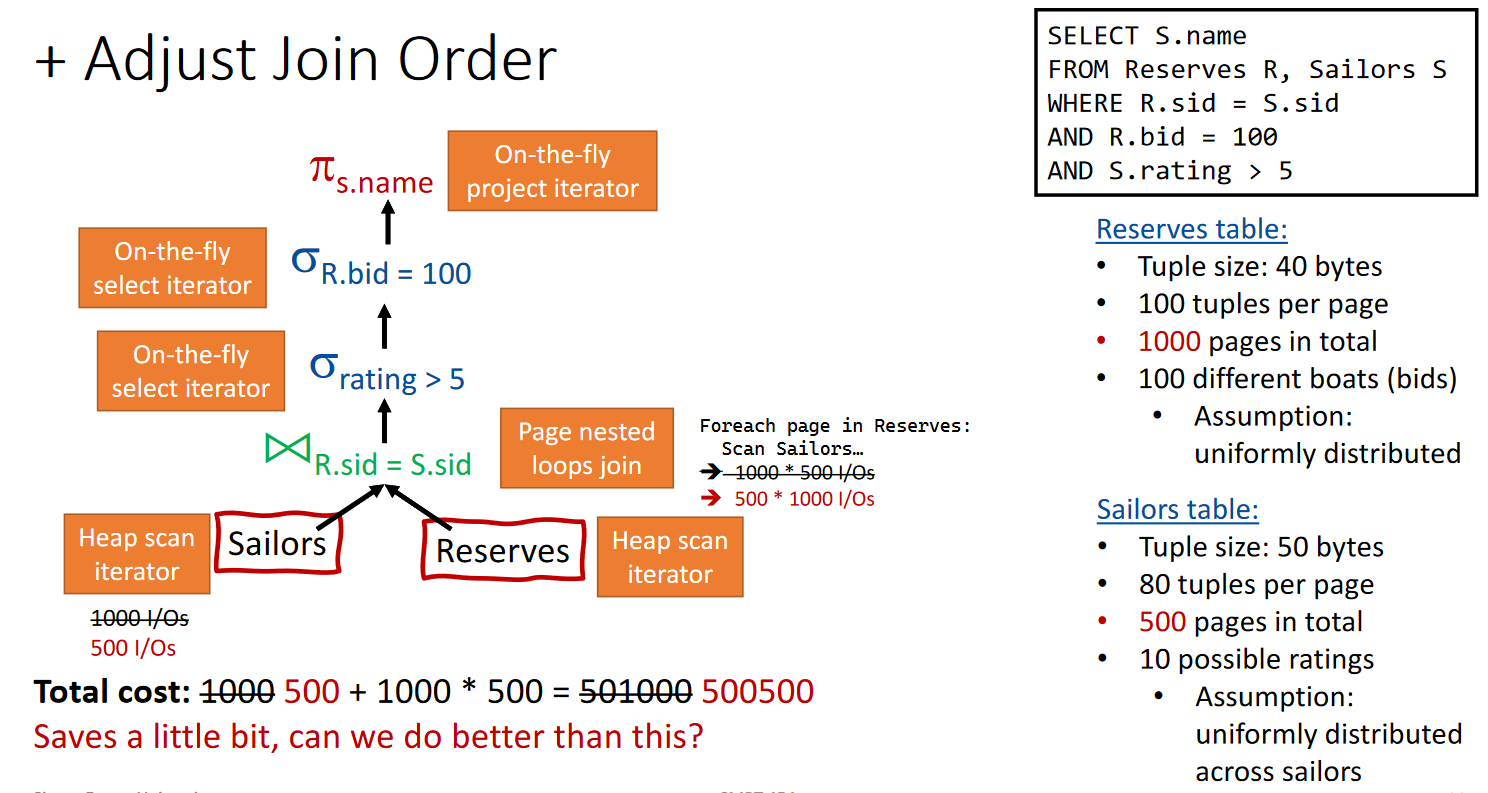 + Adjust Join Order
SELECT S.name
FROM Reserves R, Sailors S
WHERE R.sid = S.sid
AND R.bid = 100
AND S.rating > 5
π s.name
On-the-fly
project iterator
On-the-fly
select iterator
σ R.bid = 100
On-the-fly
select iterator
σ rating > 5
⋈ R.sid = S.sid
Page nested
loops join
Foreach page in Reserves:
Scan Sailors…
➔ 1000 * 500 I/Os
➔ 500 * 1000 I/Os
Heap scan
iterator
Sailors
Reserves
Heap scan
iterator
1000 I/Os
500 I/Os
Total cost: 1000 500 + 1000 * 500 = 501000 500500
Saves a little bit, can we do better than this?
Reserves table:
• Tuple size: 40 bytes
• 100 tuples per page
• 1000 pages in total
• 100 different boats (bids)
• Assumption:
uniformly distributed
Sailors table:
• Tuple size: 50 bytes
• 80 tuples per page
• 500 pages in total
• 10 possible ratings
• Assumption:
uniformly distributed
across sailors